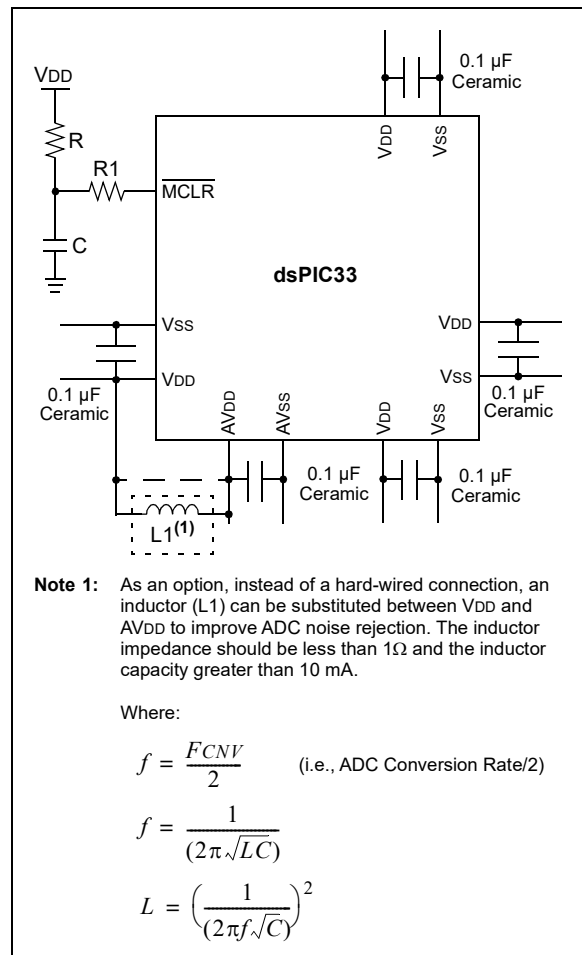 0.1 µF
Ceramic
VDD
R
R1
C
MCLR
VDD
VSS
dsPIC33
VSS
VDD
0.1 µF
Ceramic
VDD
VSS
0.1 µF
Ceramic
AVDD
AVSS
VDD
VSS
0.1 µF
Ceramic
0.1 µF
Ceramic
L1(1)
Note 1: As an option, instead of a hard-wired connection, an
inductor (L1) can be substituted between VDD and
AVDD to improve ADC noise rejection. The inductor
impedance should be less than 1Ω and the inductor
capacity greater than 10 mA.
Where:
f = FCNV / 2 (i.e., ADC Conversion Rate/2)
f = 1 / (2π√LC)
L = (1 / (2πf√C))²